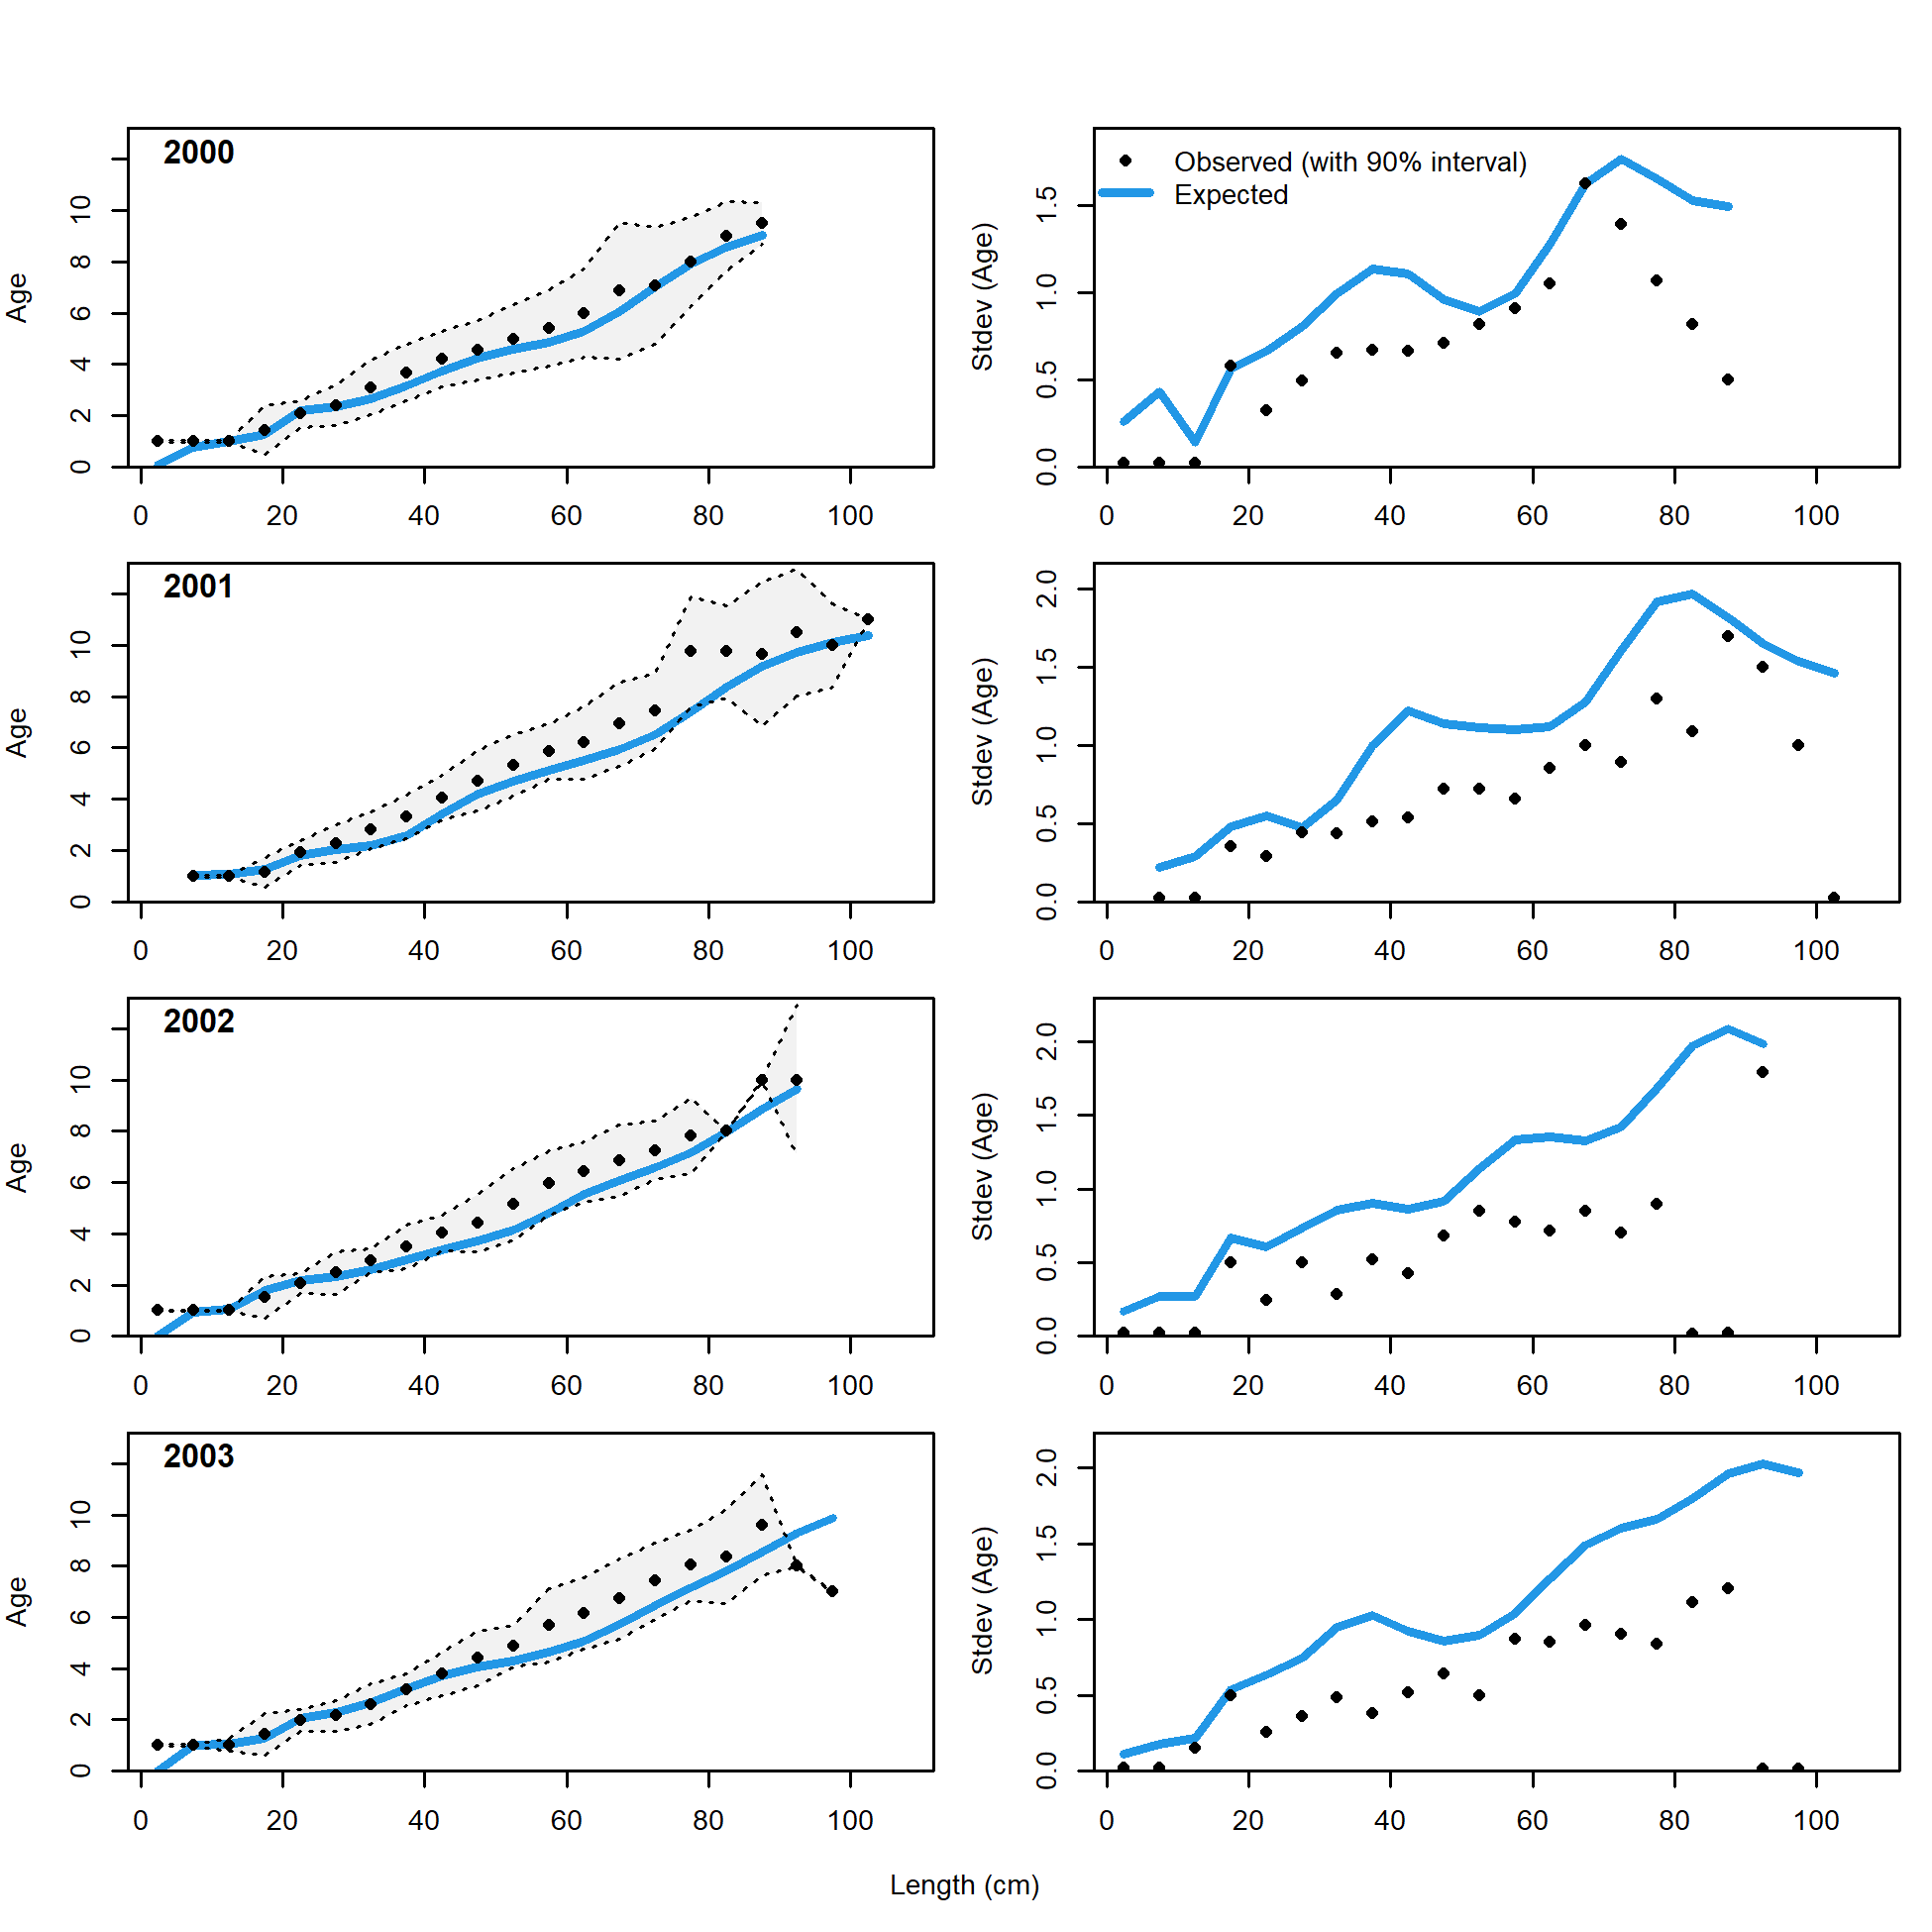 2000
Age
0 2 4 6 8 10
0 20 40 60 80 100
Observed (with 90% interval)
Expected
Stdev (Age)
0.0 0.5 1.0 1.5
0 20 40 60 80 100
2001
Age
0 2 4 6 8 10
0 20 40 60 80 100
Stdev (Age)
0.0 0.5 1.0 1.5 2.0
0 20 40 60 80 100
2002
Age
0 2 4 6 8 10
0 20 40 60 80 100
Stdev (Age)
0.0 0.5 1.0 1.5 2.0
0 20 40 60 80 100
2003
Age
0 2 4 6 8 10
0 20 40 60 80 100
Stdev (Age)
0.0 0.5 1.0 1.5 2.0
0 20 40 60 80 100
Length (cm)